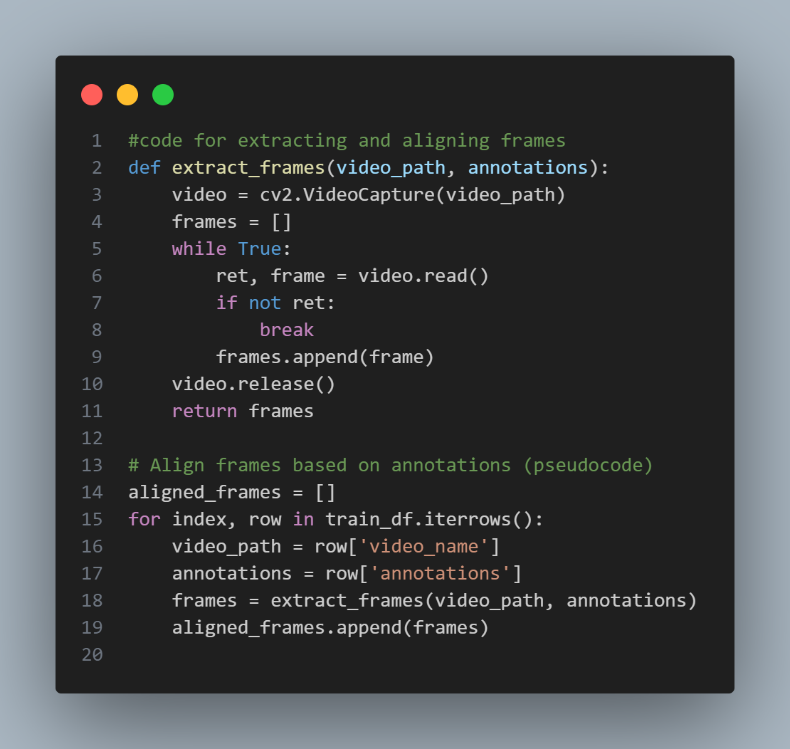 1 #code for extracting and aligning frames
2 def extract_frames(video_path, annotations):
3     video = cv2.VideoCapture(video_path)
4     frames = []
5     while True:
6         ret, frame = video.read()
7         if not ret:
8             break
9         frames.append(frame)
10     video.release()
11     return frames
12
13 # Align frames based on annotations (pseudocode)
14 aligned_frames = []
15 for index, row in train_df.iterrows():
16     video_path = row['video_name']
17     annotations = row['annotations']
18     frames = extract_frames(video_path, annotations)
19     aligned_frames.append(frames)
20